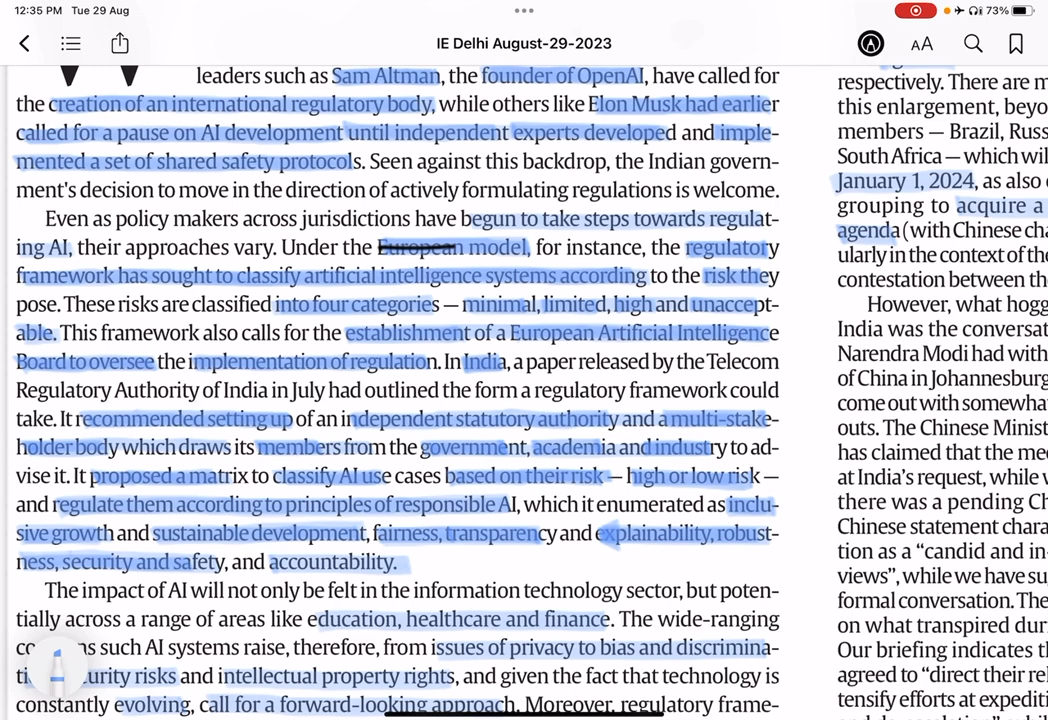 12:35 PM Tue 29 Aug
73%
IE Delhi August-29-2023
AA
leaders such as Sam Altman, the founder of OpenAI, have called for
the creation of an international regulatory body, while others like Elon Musk had earlier
called for a pause on AI development until independent experts developed and imple-
mented a set of shared safety protocols. Seen against this backdrop, the Indian govern-
ment's decision to move in the direction of actively formulating regulations is welcome.
Even as policy makers across jurisdictions have begun to take steps towards regulat-
ing AI, their approaches vary. Under the European model, for instance, the regulatory
framework has sought to classify artificial intelligence systems according to the risk they
pose. These risks are classified into four categories — minimal, limited, high and unaccept-
able. This framework also calls for the establishment of a European Artificial Intelligence
Board to oversee the implementation of regulation. In India, a paper released by the Telecom
Regulatory Authority of India in July had outlined the form a regulatory framework could
take. It recommended setting up of an independent statutory authority and a multi-stake-
holder body which draws its members from the government, academia and industry to ad-
vise it. It proposed a matrix to classify AI use cases based on their risk — high or low risk —
and regulate them according to principles of responsible AI, which it enumerated as inclu-
sive growth and sustainable development, fairness, transparency and explainability, robust-
ness, security and safety, and accountability.
The impact of AI will not only be felt in the information technology sector, but poten-
tially across a range of areas like education, healthcare and finance. The wide-ranging
as such AI systems raise, therefore, from issues of privacy to bias and discrimina-
risks and intellectual property rights, and given the fact that technology is
constantly evolving, call for a forward-looking approach. Moreover, regulatory frame-
respectively. There are m
this enlargement, beyo
members — Brazil, Russ
South Africa — which wil
January 1, 2024, as also
grouping to acquire a
agenda (with Chinese cha
ularly in the context of the
contestation between th
However, what hogg
India was the conversat
Narendra Modi had with
of China in Johannesburg
come out with somewha
outs. The Chinese Minist
has claimed that the me
at India's request, while
there was a pending Ch
Chinese statement chara
tion as a "candid and in-
views", while we have su
formal conversation. The
on what transpired duri
Our briefing indicates th
agreed to "direct their rel
tensify efforts at expediti